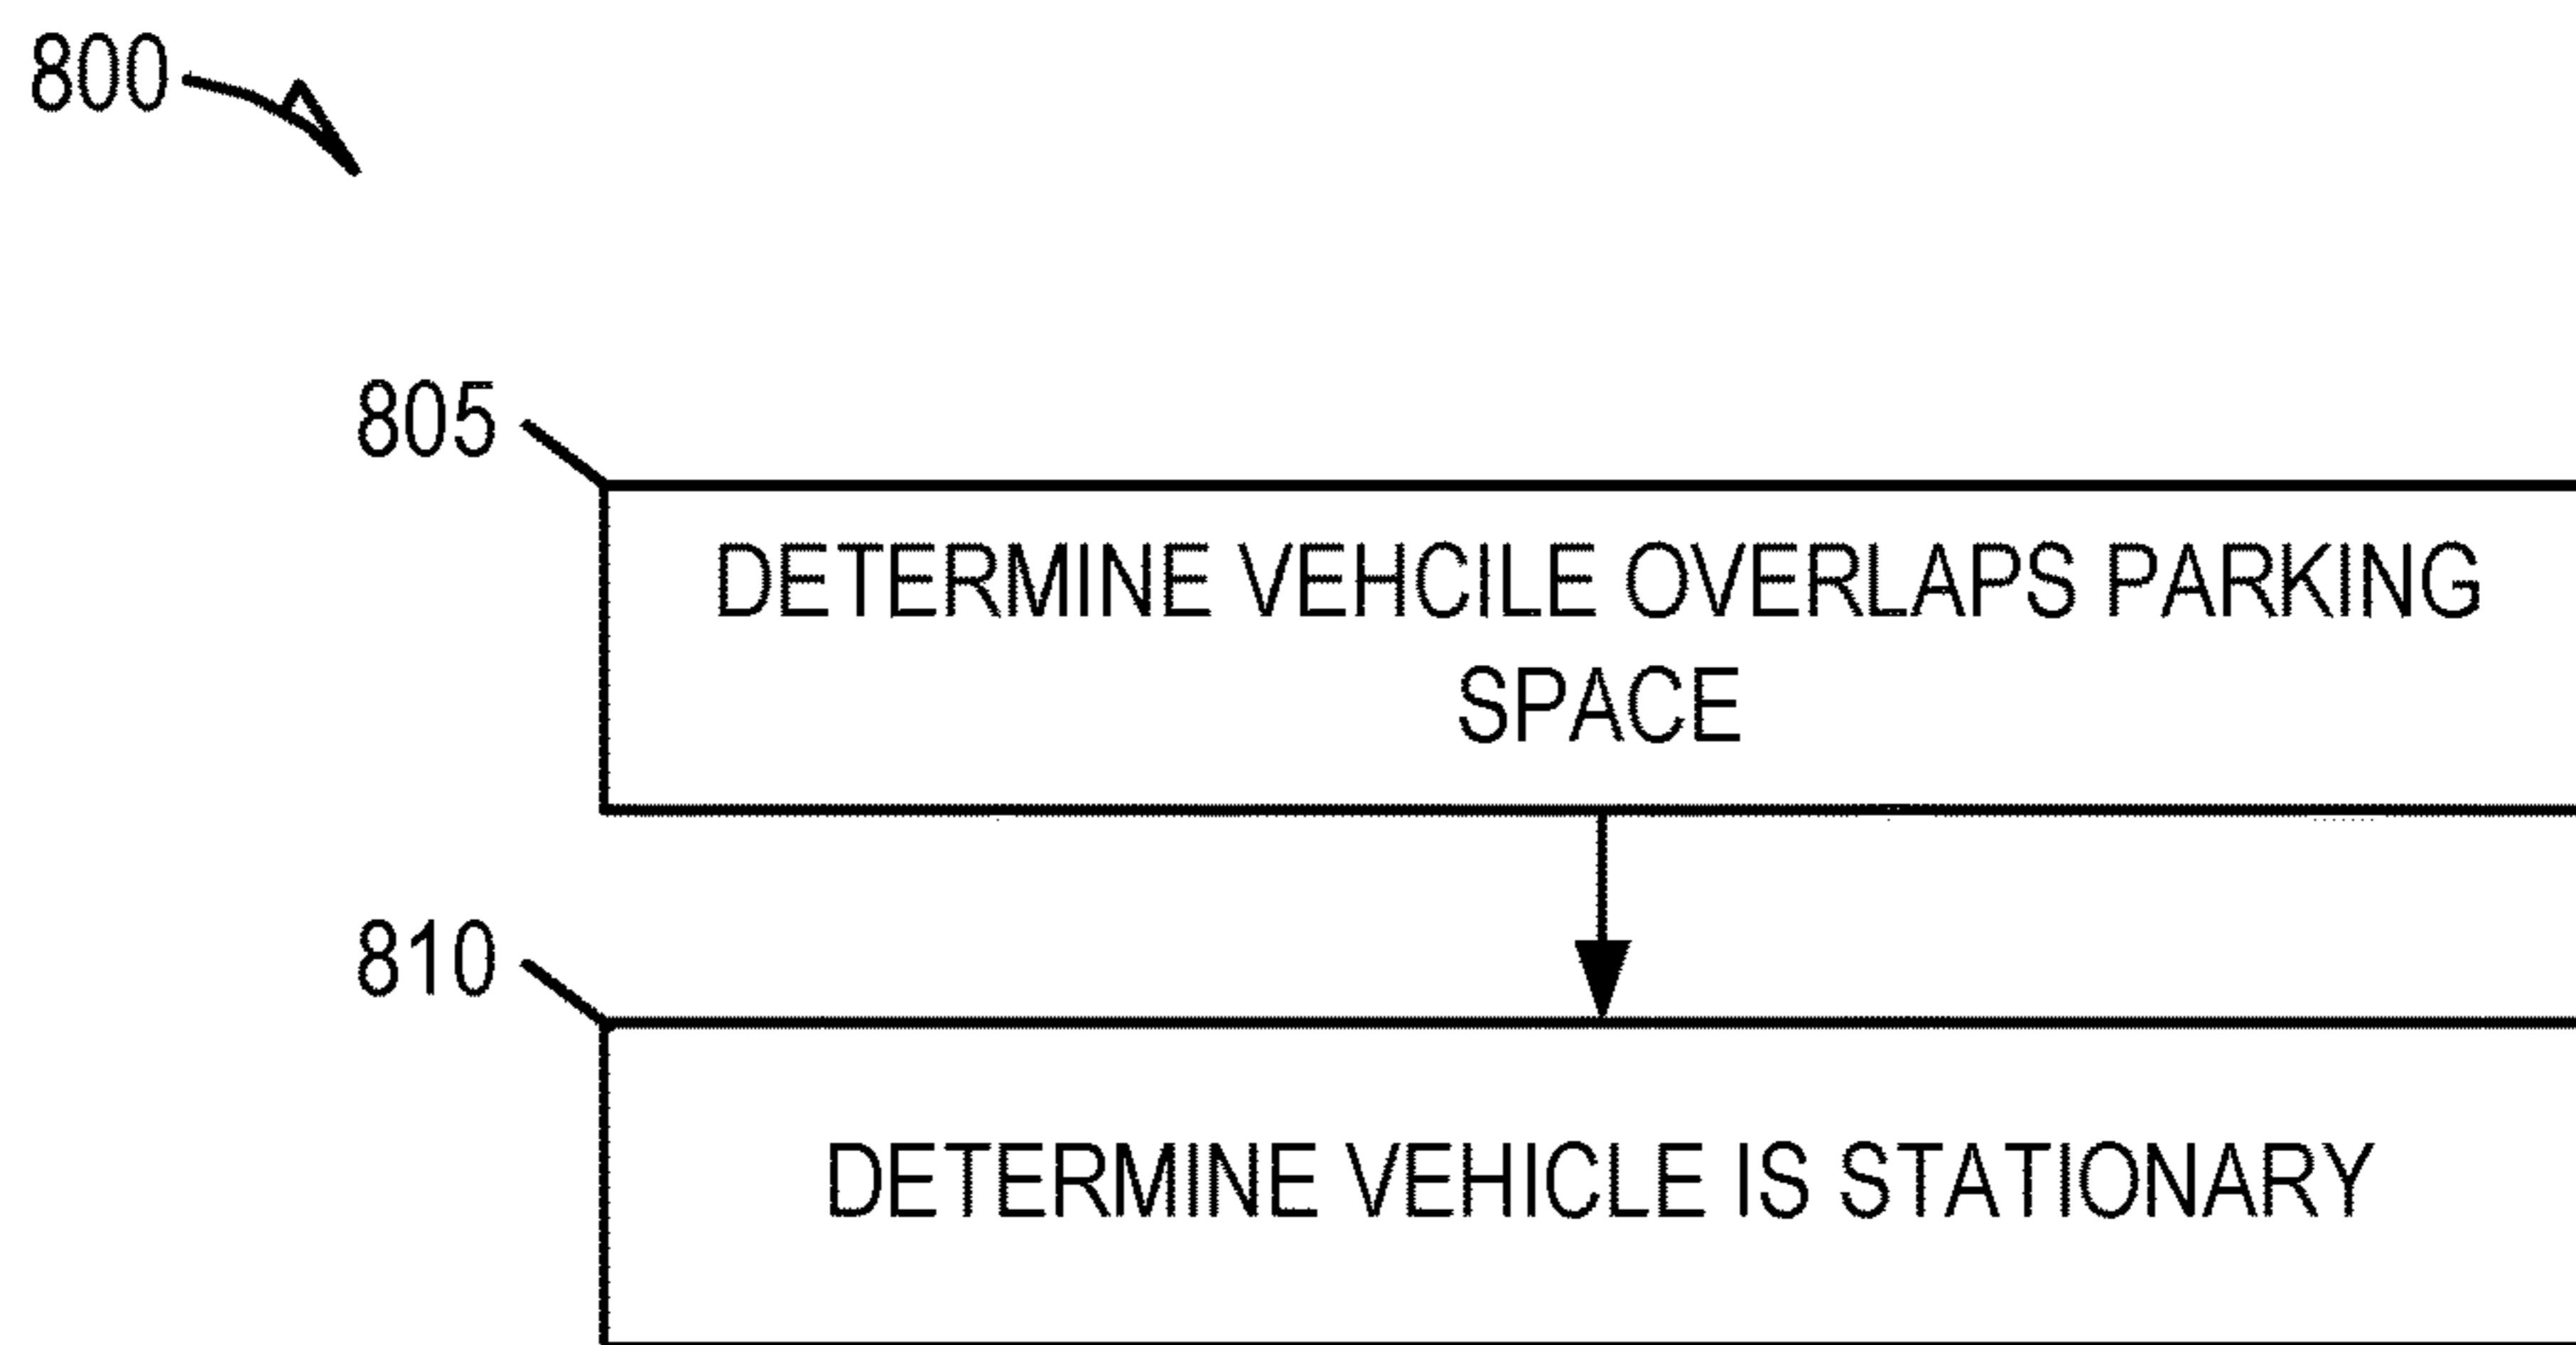 800
805
DETERMINE VEHCILE OVERLAPS PARKING
SPACE
810
DETERMINE VEHICLE IS STATIONARY